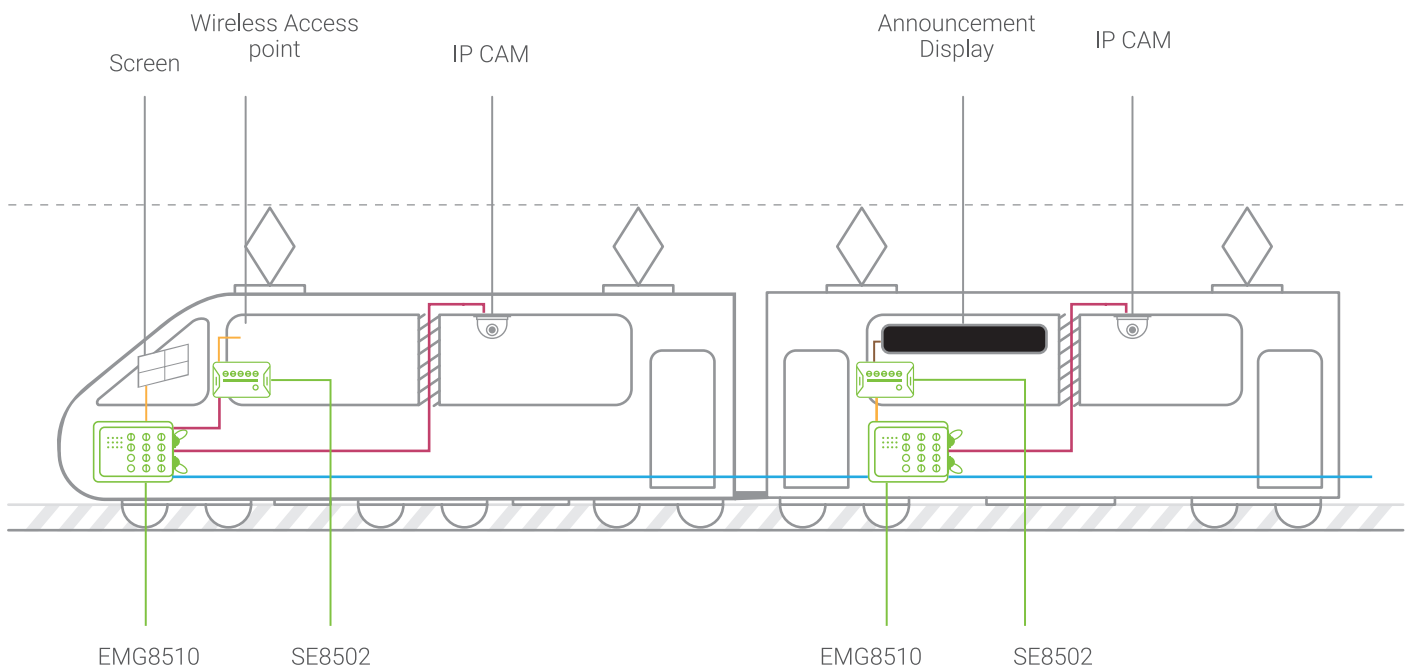 Screen
Wireless Access
point
IP CAM
Announcement
Display
IP CAM
EMG8510
SE8502
EMG8510
SE8502